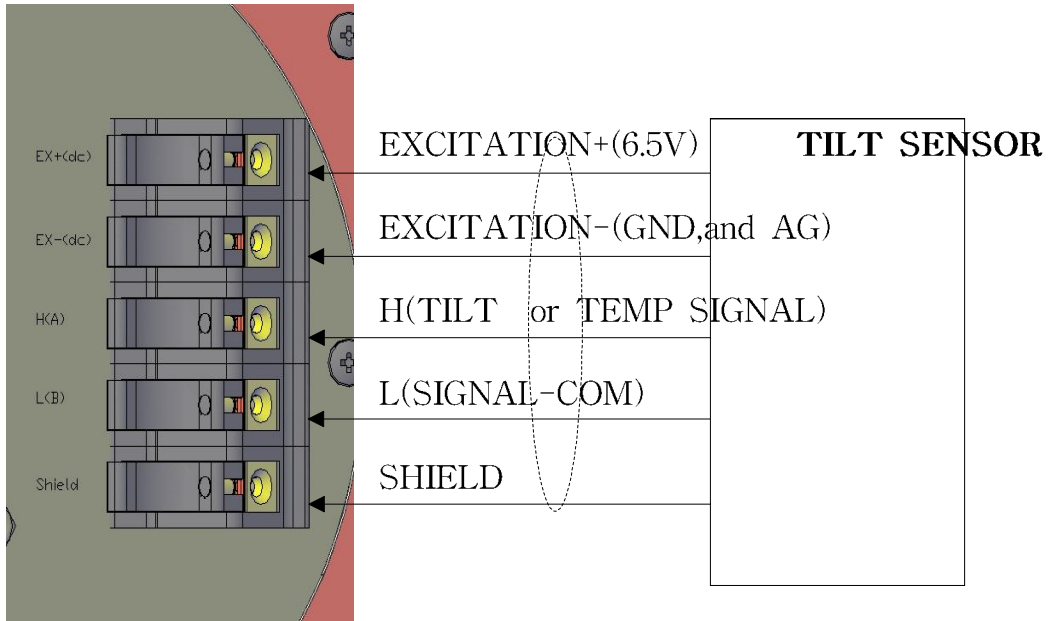 TILT SENSOR
EX+(dc)
EXCITATION+(6.5V)
EX-(dc)
EXCITATION-(GND,and AG)
H(A)
H(TILT or TEMP SIGNAL)
L(B)
L(SIGNAL-COM)
Shield
SHIELD